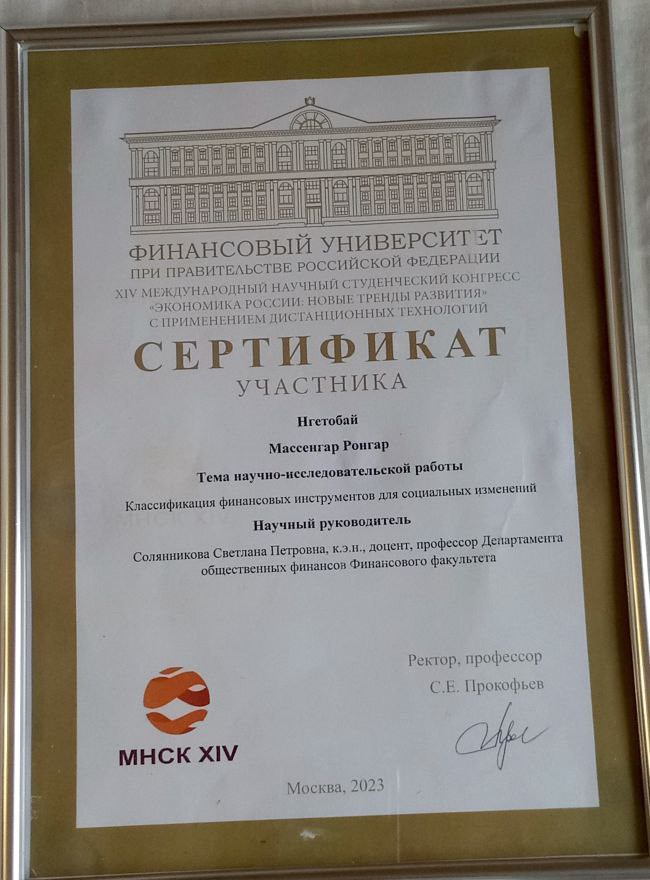 ФИНАНСОВЫЙ УНИВЕРСИТЕТ
ПРИ ПРАВИТЕЛЬСТВЕ РОССИЙСКОЙ ФЕДЕРАЦИИ
XIV МЕЖДУНАРОДНЫЙ НАУЧНЫЙ СТУДЕНЧЕСКИЙ КОНГРЕСС
«ЭКОНОМИКА РОССИИ: НОВЫЕ ТРЕНДЫ РАЗВИТИЯ»
С ПРИМЕНЕНИЕМ ДИСТАНЦИОННЫХ ТЕХНОЛОГИЙ
СЕРТИФИКАТ
УЧАСТНИКА
Нгетобай
Массенгар Ронгар
Тема научно-исследовательской работы
Классификация финансовых инструментов для социальных изменений
Научный руководитель
Солянникова Светлана Петровна, к.э.н., доцент, профессор Департамента
общественных финансов Финансового факультета
Ректор, профессор
С.Е. Прокофьев
МНСК XIV
Москва, 2023